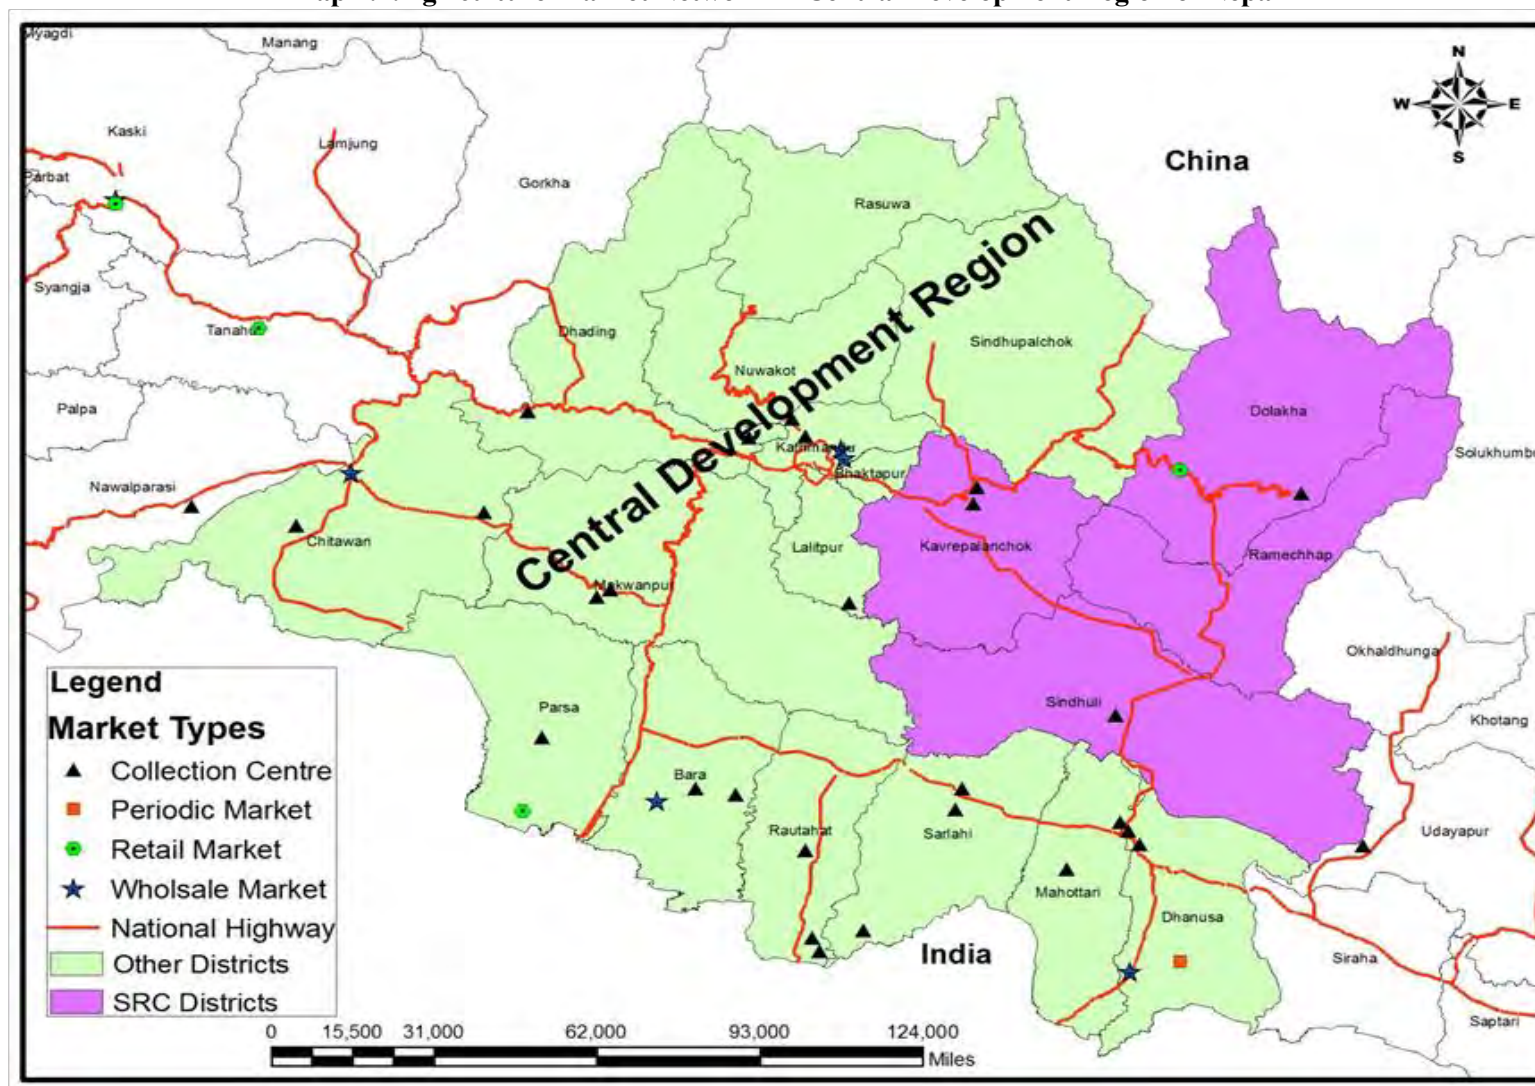 Manang
N
W E
S
Kaski
Lamjung
China
Parbat
Gorkha
Rasuwa
Syangja
Tanahu
Dhading
Sindhupalchok
Nuwakot
Central Development Region
Palpa
Dolakha
Solukhumbu
Bhaktapur
Nawalparasi
Chitawan
Lalitpur
Kavrepalanchok
Ramechhap
Makwanpur
Okhaldhunga
Sindhuli
Parsa
Khotang
Bara
Rautahat
Sarlahi
Udayapur
Mahottari
Dhanusa
India
Siraha
Saptari
Legend
Market Types
Collection Centre
Periodic Market
Retail Market
Wholsale Market
National Highway
Other Districts
SRC Districts
0 15,500 31,000 62,000 93,000 124,000
Miles